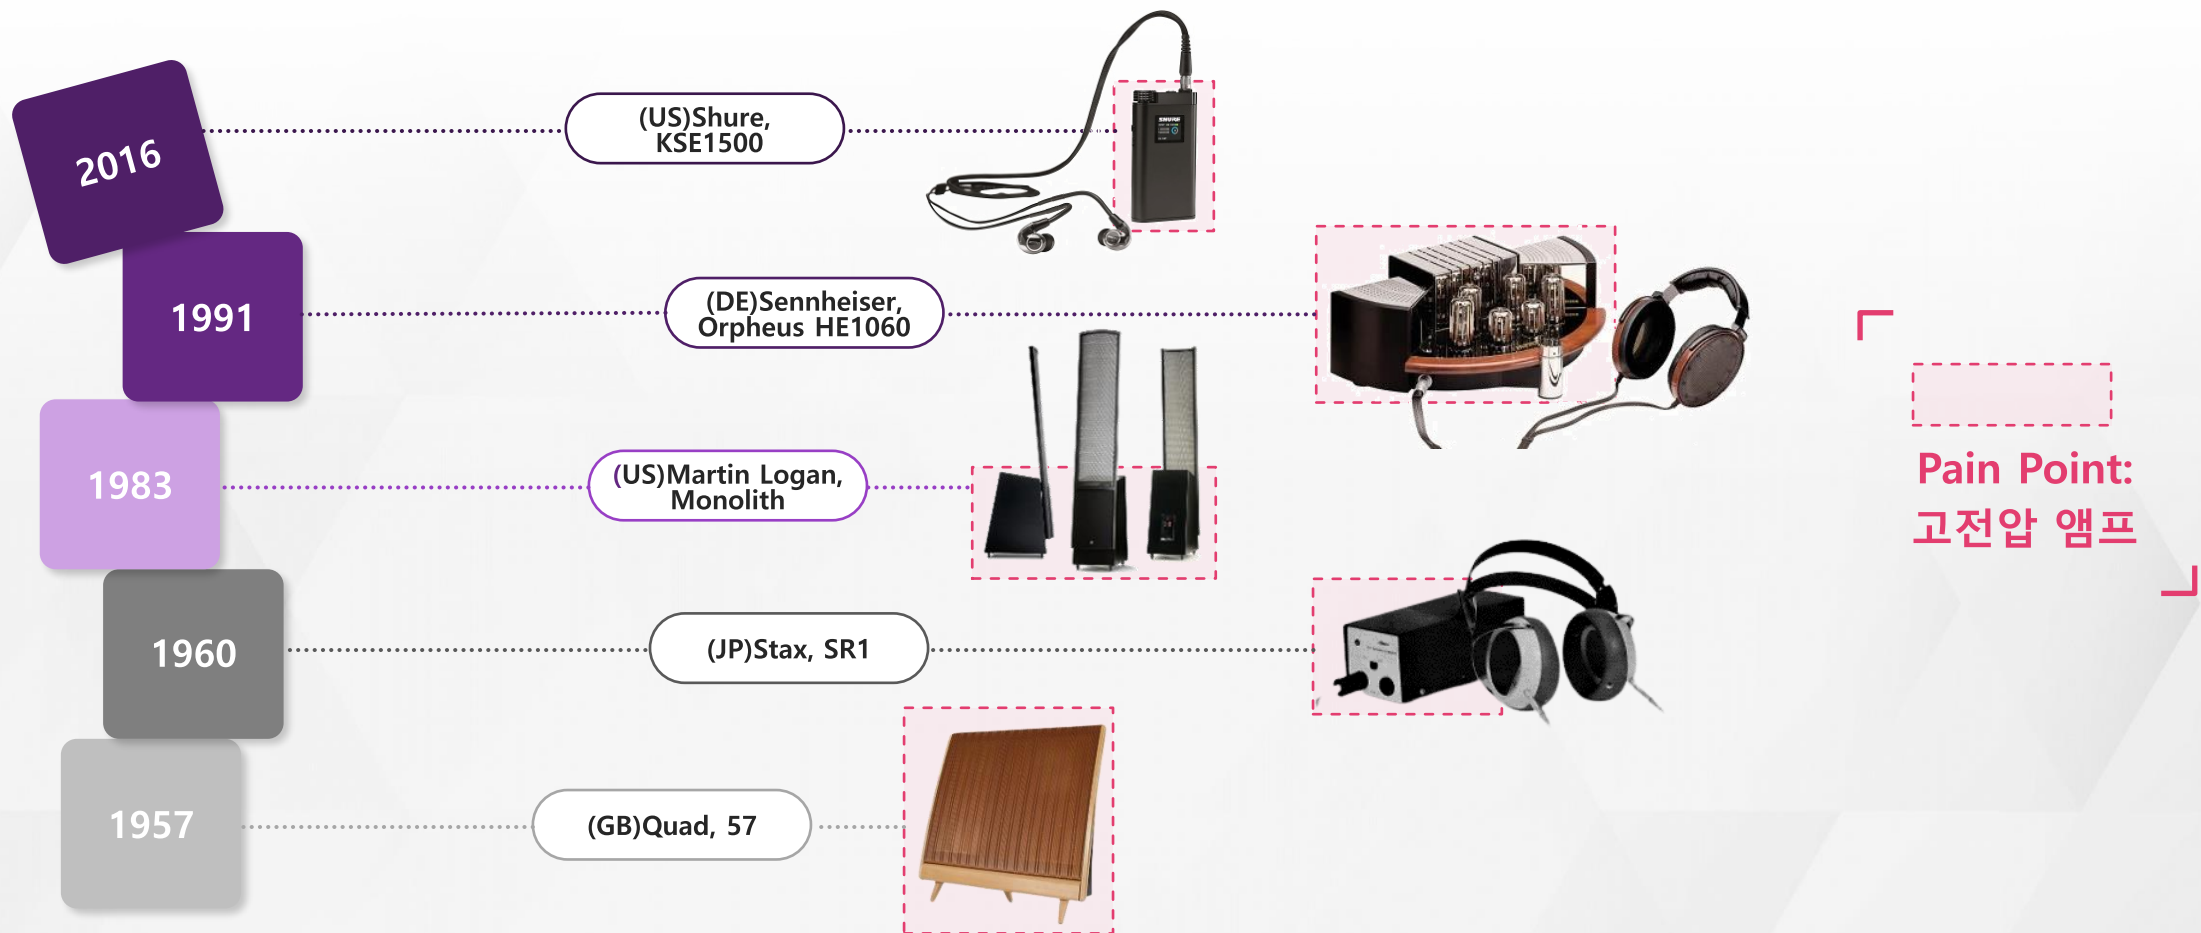 2016
(US)Shure,
KSE1500
SHURE
1991
(DE)Sennheiser,
Orpheus HE1060
1983
(US)Martin Logan,
Monolith
1960
(JP)Stax, SR1
1957
(GB)Quad, 57
Pain Point:
고전압 앰프